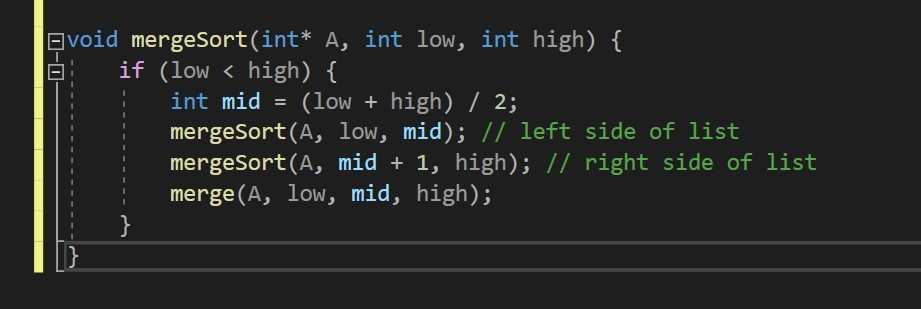 void mergeSort(int* A, int low, int high) {
    if (low < high) {
        int mid = (low + high) / 2;
        mergeSort(A, low, mid); // left side of list
        mergeSort(A, mid + 1, high); // right side of list
        merge(A, low, mid, high);
    }
}